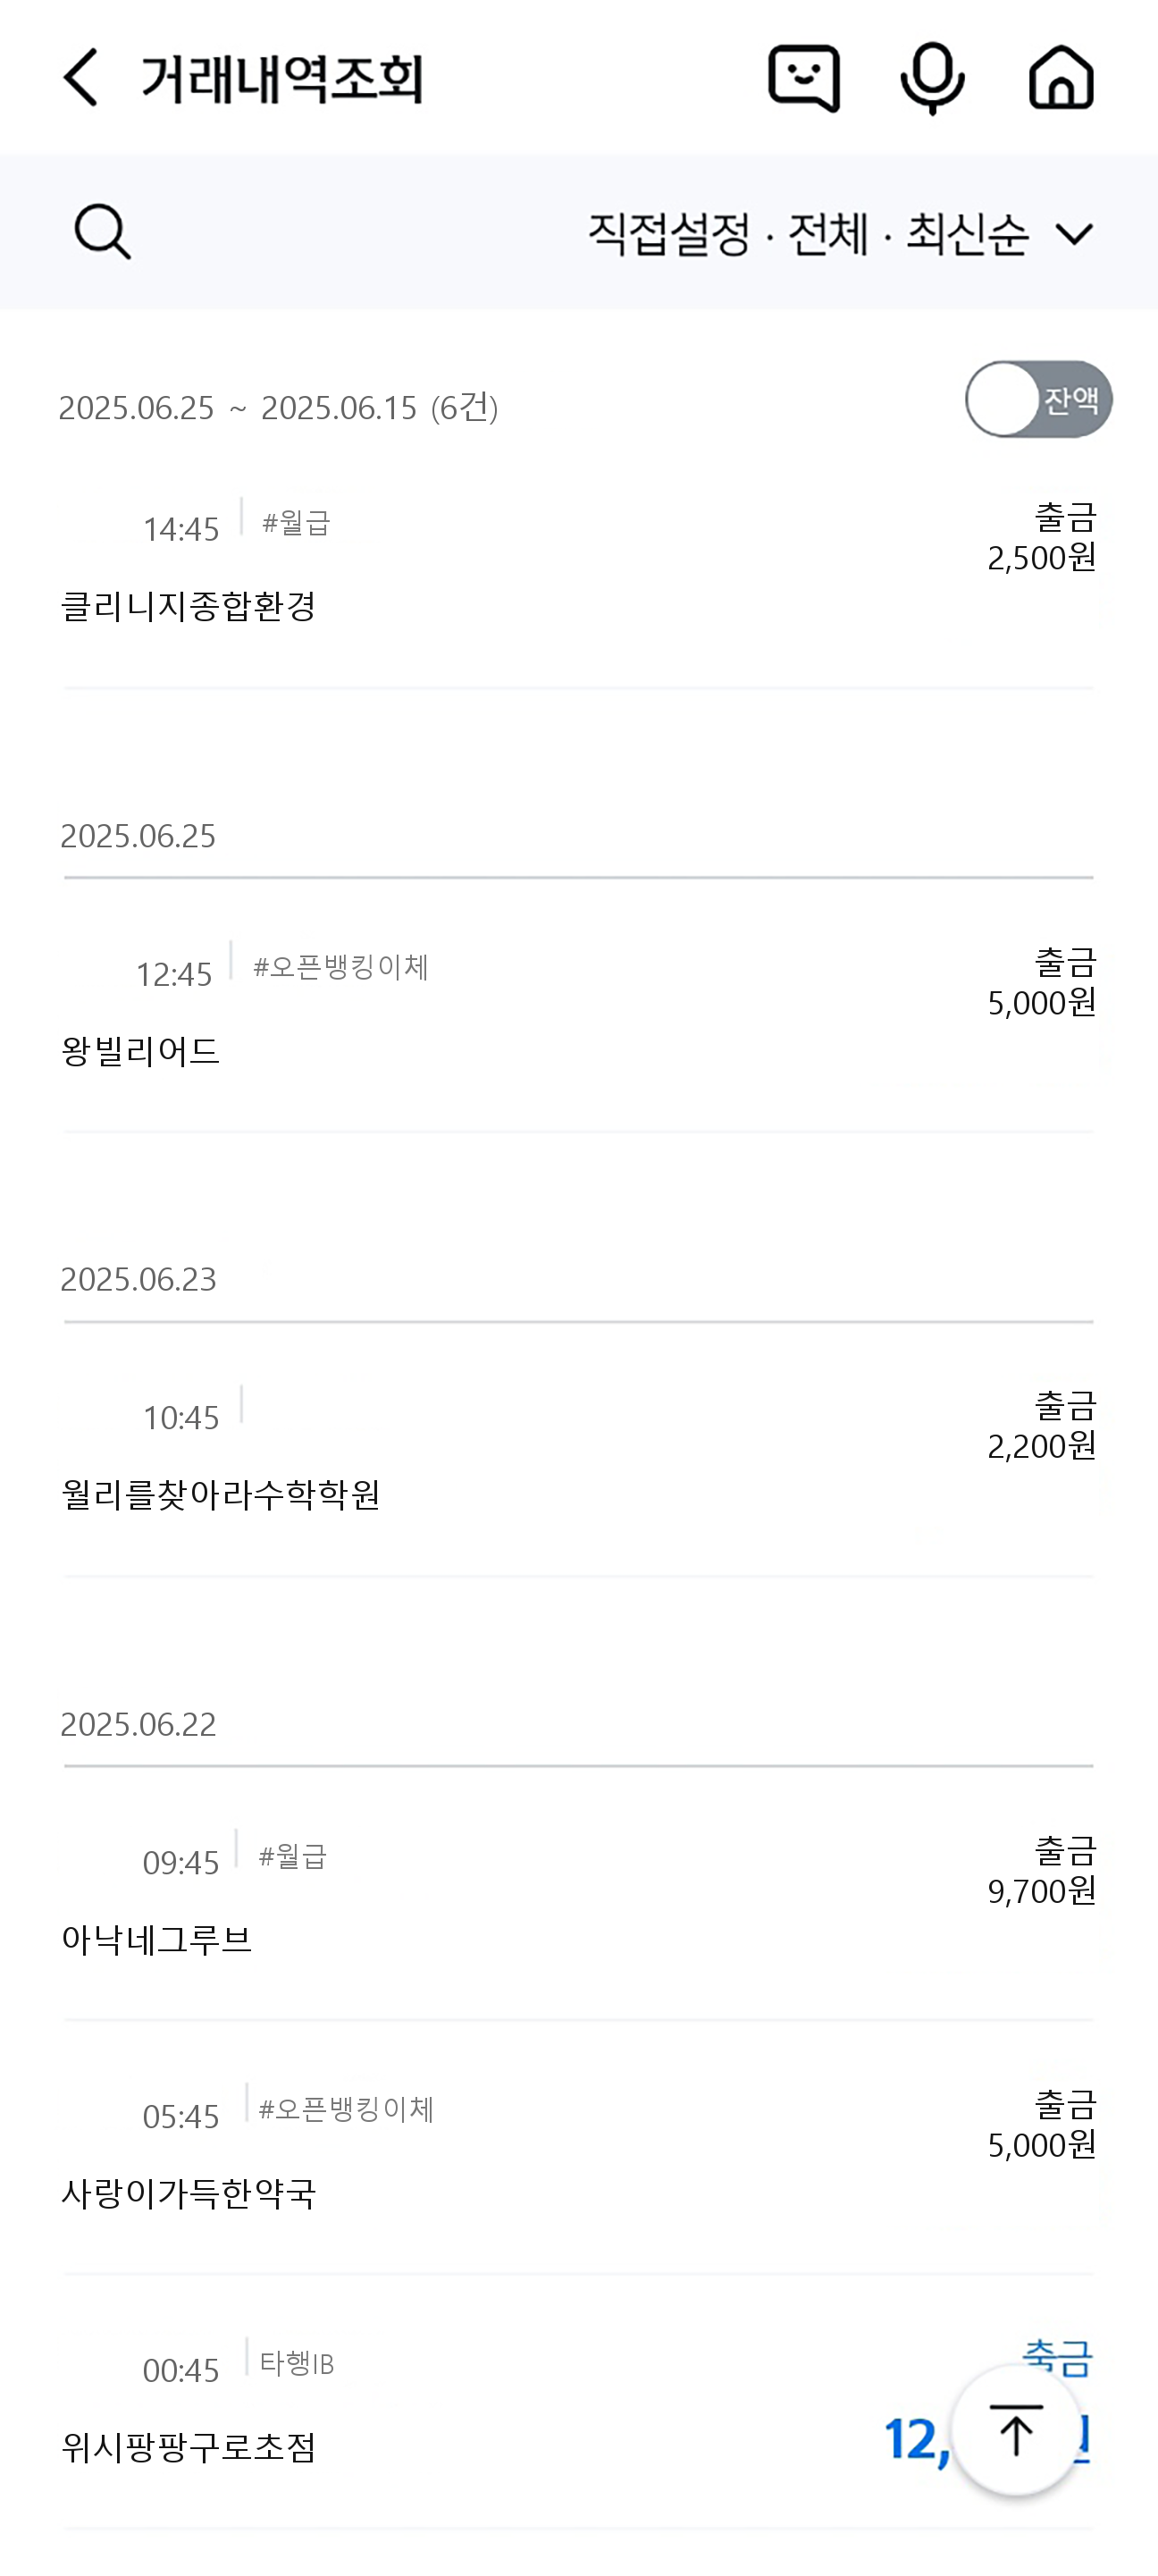 거래내역조회
직접설정 · 전체 · 최신순
2025.06.25 ~ 2025.06.15 (6건)
잔액
14:45 #월급
출금
2,500원
클리니지종합환경
2025.06.25
12:45 #오픈뱅킹이체
출금
5,000원
왕빌리어드
2025.06.23
10:45
출금
2,200원
월리를찾아라수학학원
2025.06.22
09:45 #월급
출금
9,700원
아낙네그루브
05:45 #오픈뱅킹이체
출금
5,000원
사랑이가득한약국
00:45 타행IB
12,
위시팡팡구로초점